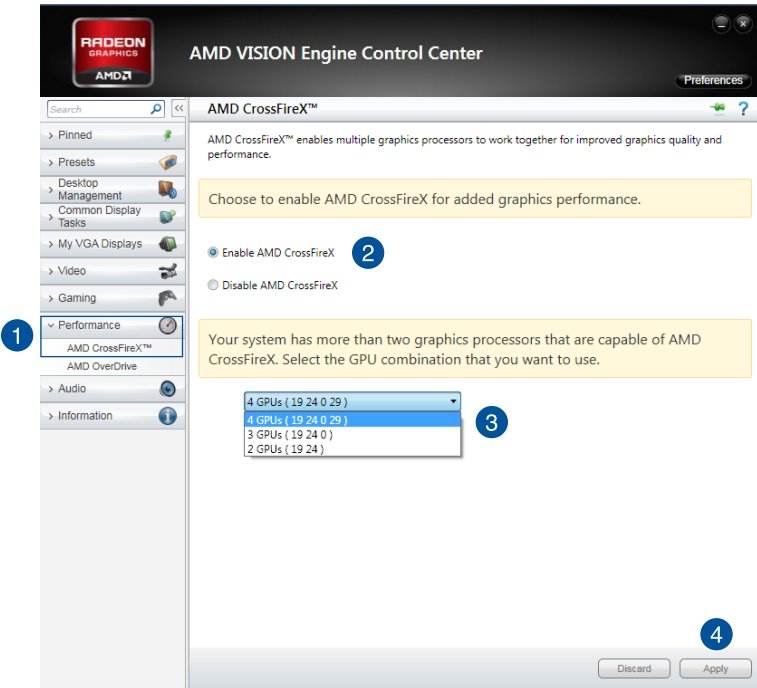 RADEON
GRAPHICS
AMD
AMD VISION Engine Control Center
Preferences
Search
<<
AMD CrossFireX™
?
Pinned
Presets
Desktop
Management
Common Display
Tasks
My VGA Displays
Video
Gaming
1
Performance
AMD CrossFireX™
AMD OverDrive
Audio
Information
AMD CrossFireX™ enables multiple graphics processors to work together for improved graphics quality and
performance.
Choose to enable AMD CrossFireX for added graphics performance.
Enable AMD CrossFireX
2
Disable AMD CrossFireX
Your system has more than two graphics processors that are capable of AMD
CrossFireX. Select the GPU combination that you want to use.
4 GPUs ( 19 24 0 29 )
4 GPUs ( 19 24 0 29 )
3 GPUs ( 19 24 0 )
2 GPUs ( 19 24 )
3
4
Discard
Apply